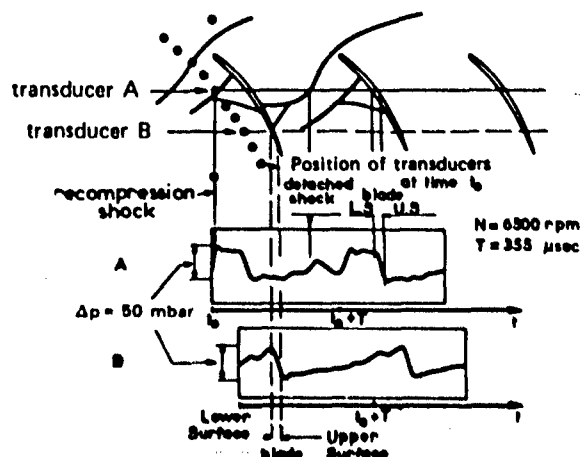 transducer A
transducer B
Position of transducers
at time t₀
recompression
shock
detached
shock
blade
L.S
U.S
N = 6500 rpm
T = 355 µsec
A
Δp = 50 mbar
t₀
t₀+T
t
B
t₀+T
t
Lower
Surface
blade
Upper
Surface